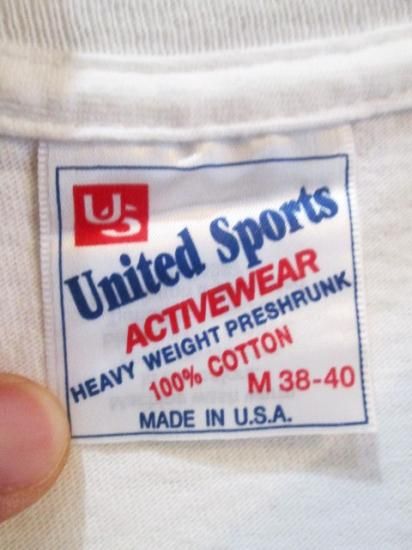 US
United Sports
ACTIVEWEAR
HEAVY WEIGHT PRESHRUNK
100% COTTON
M 38-40
MADE IN U.S.A.